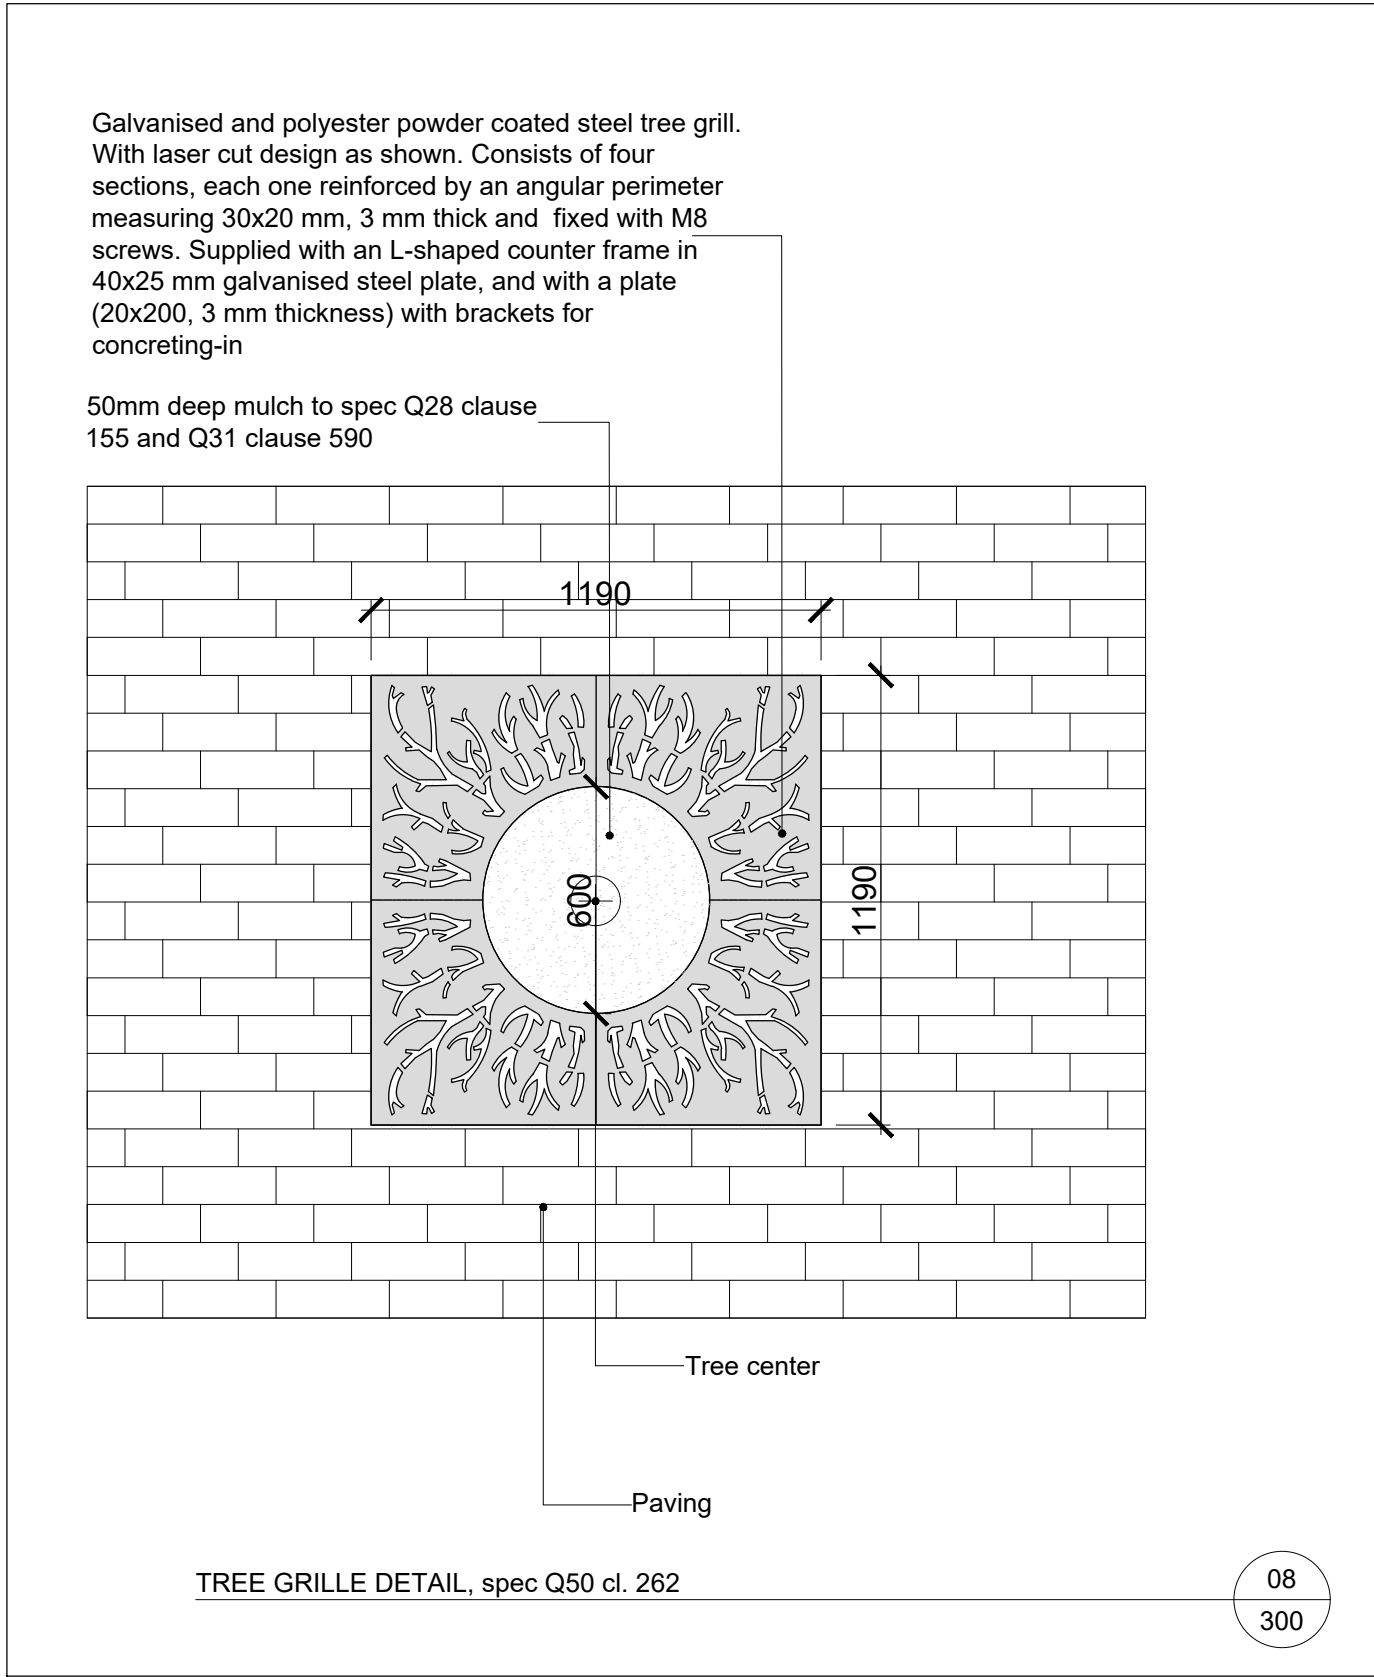 Galvanised and polyester powder coated steel tree grill.
With laser cut design as shown. Consists of four
sections, each one reinforced by an angular perimeter
measuring 30x20 mm, 3 mm thick and  fixed with M8
screws. Supplied with an L-shaped counter frame in
40x25 mm galvanised steel plate, and with a plate
(20x200, 3 mm thickness) with brackets for
concreting-in
50mm deep mulch to spec Q28 clause
155 and Q31 clause 590
1190
1190
600
Tree center
Paving
TREE GRILLE DETAIL, spec Q50 cl. 262
08
300